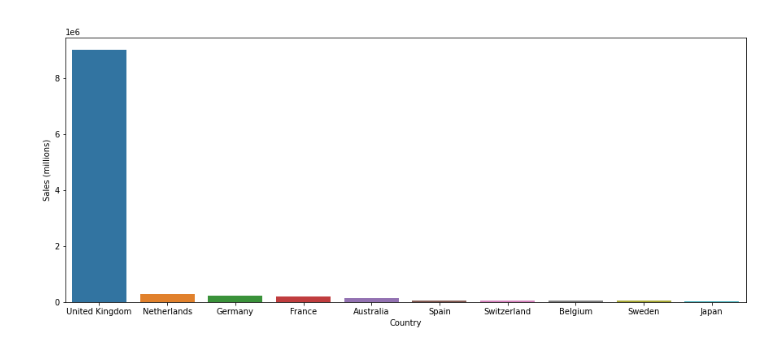 1e6
8
6
4
2
0
Sales (millions)
United Kingdom Netherlands Germany France Australia Spain Switzerland Belgium Sweden Japan
Country